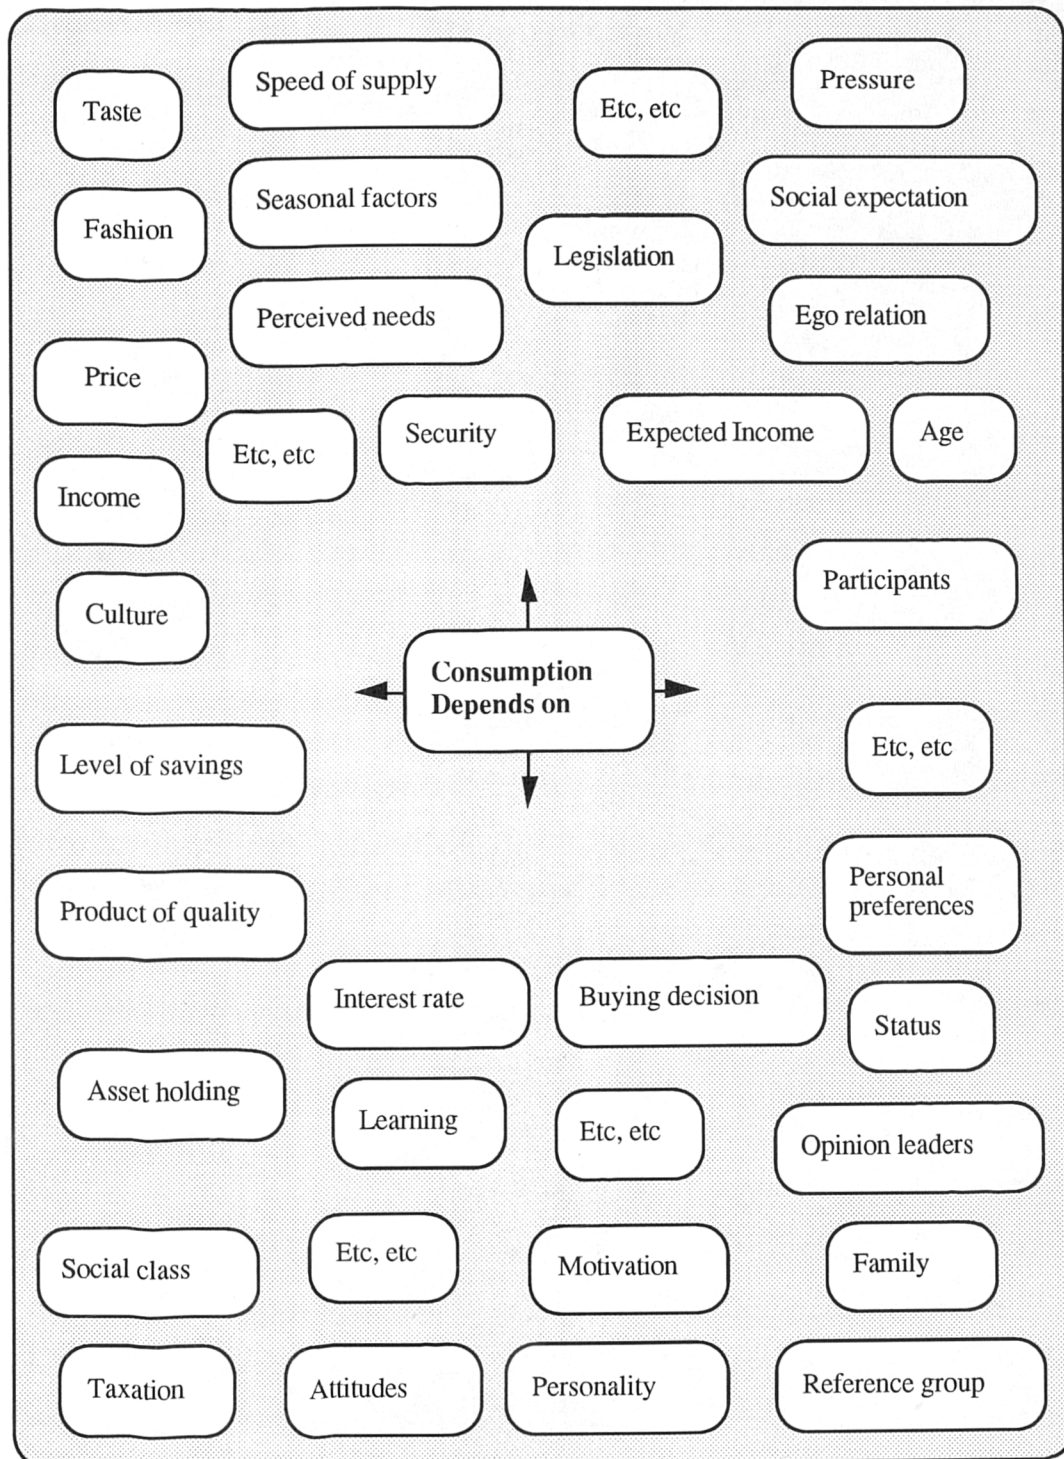 Taste
Speed of supply
Etc, etc
Pressure
Fashion
Seasonal factors
Legislation
Social expectation
Perceived needs
Ego relation
Price
Etc, etc
Security
Expected Income
Age
Income
Culture
Participants
Consumption
Depends on
Level of savings
Etc, etc
Product of quality
Personal
preferences
Interest rate
Buying decision
Status
Asset holding
Learning
Etc, etc
Opinion leaders
Social class
Etc, etc
Motivation
Family
Taxation
Attitudes
Personality
Reference group